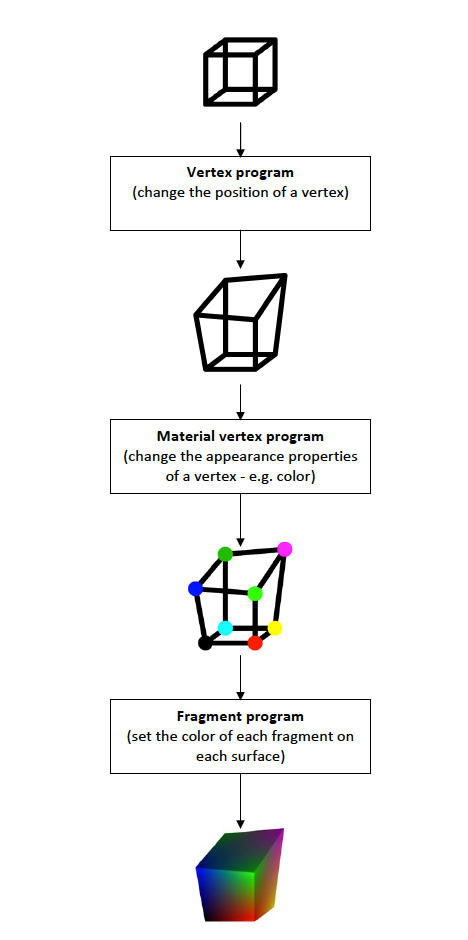 Vertex program
(change the position of a vertex)
Material vertex program
(change the appearance properties
of a vertex - e.g. color)
Fragment program
(set the color of each fragment on
each surface)